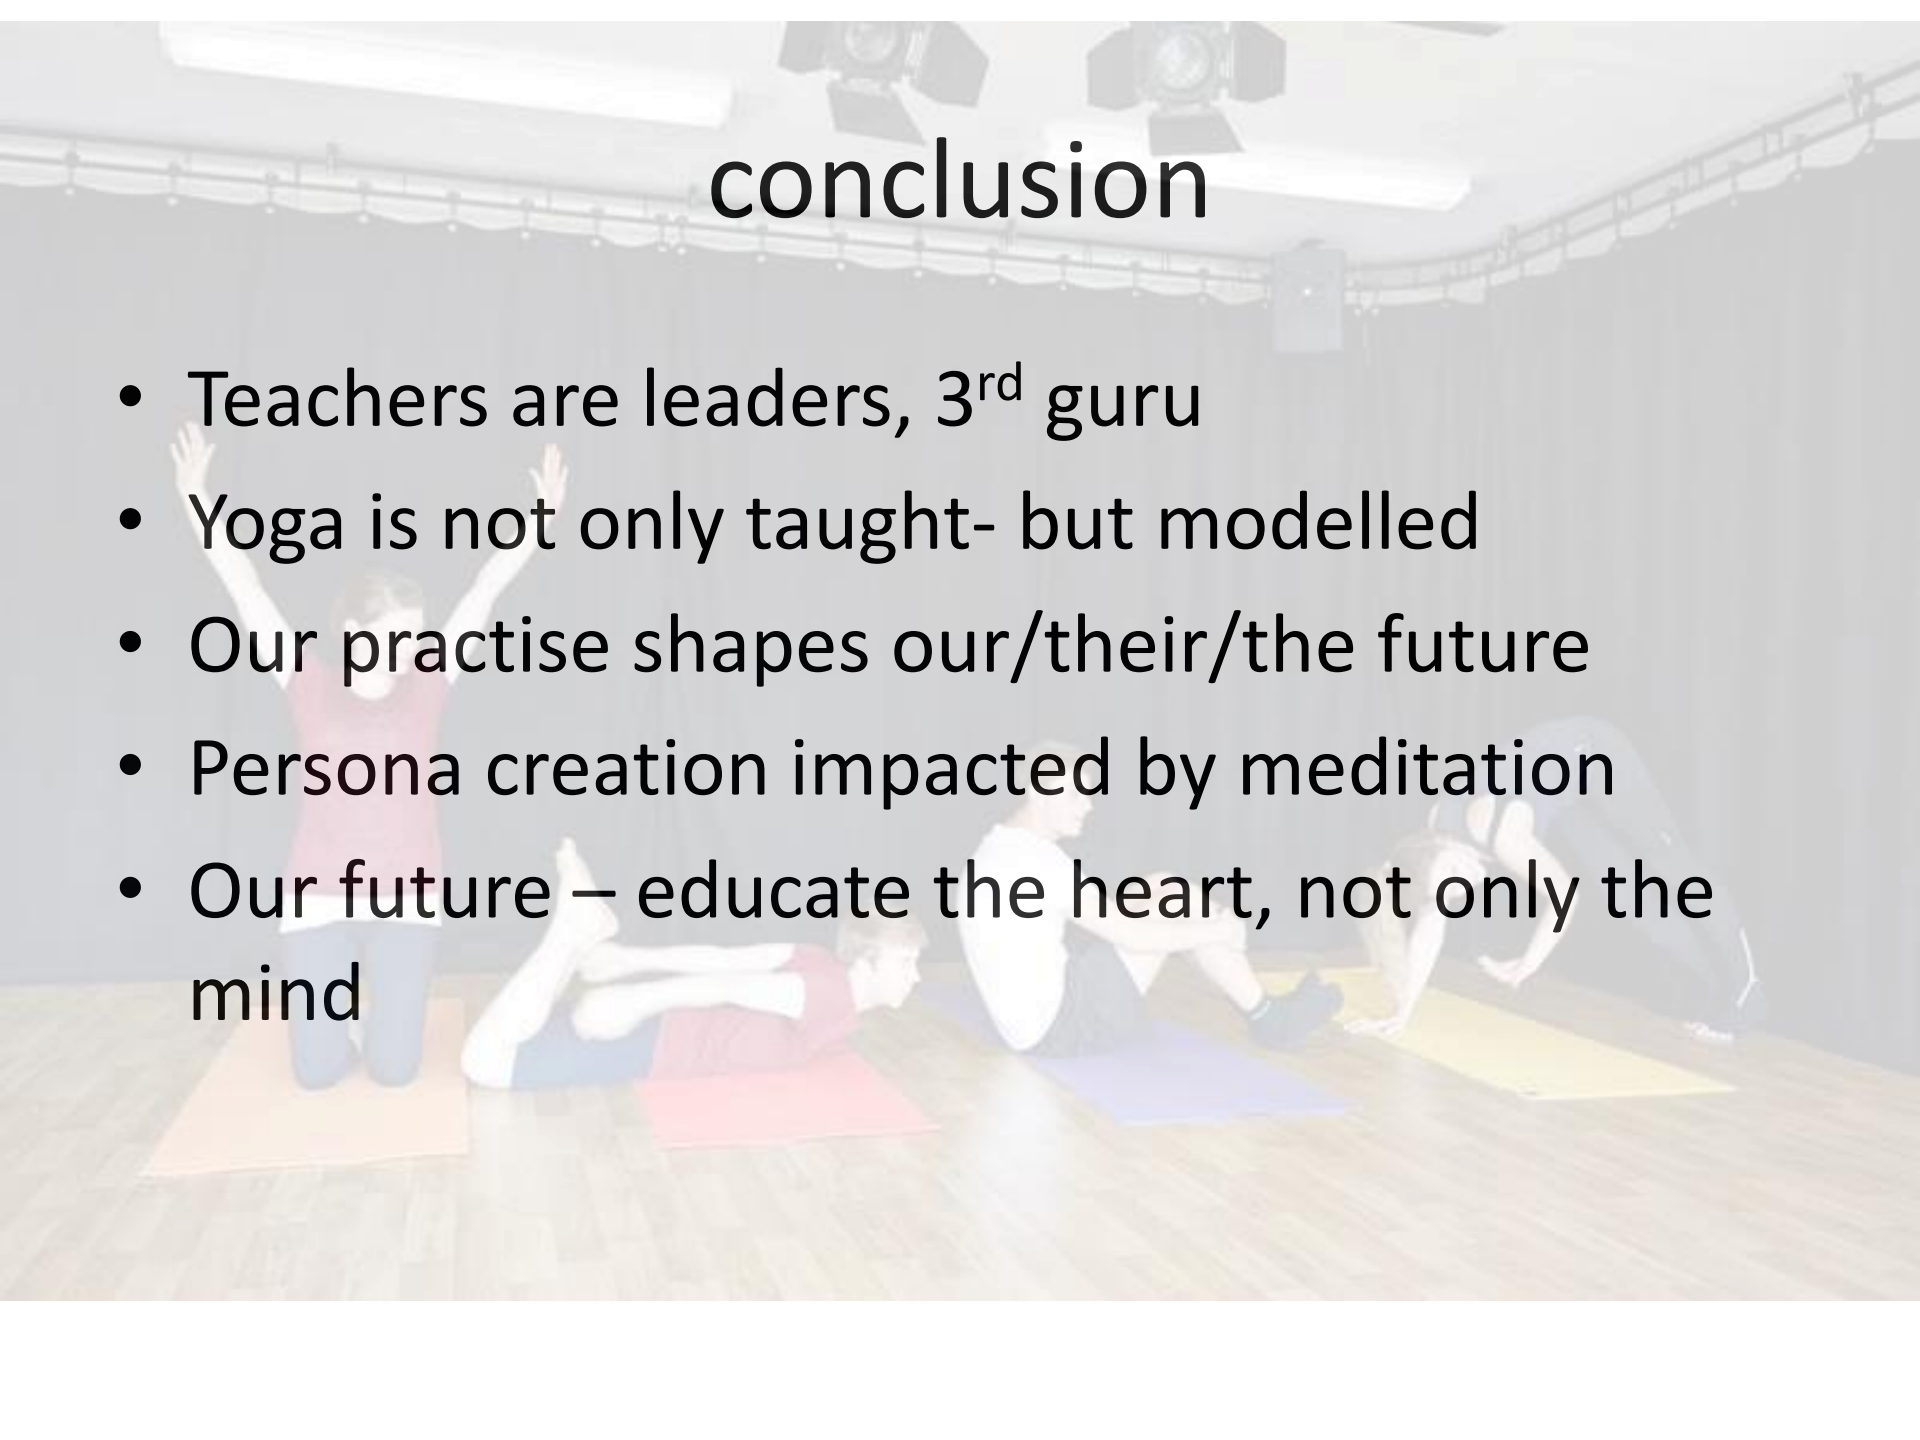 conclusion
• Teachers are leaders, 3rd guru
• Yoga is not only taught- but modelled
• Our practise shapes our/their/the future
• Persona creation impacted by meditation
• Our future – educate the heart, not only the
mind